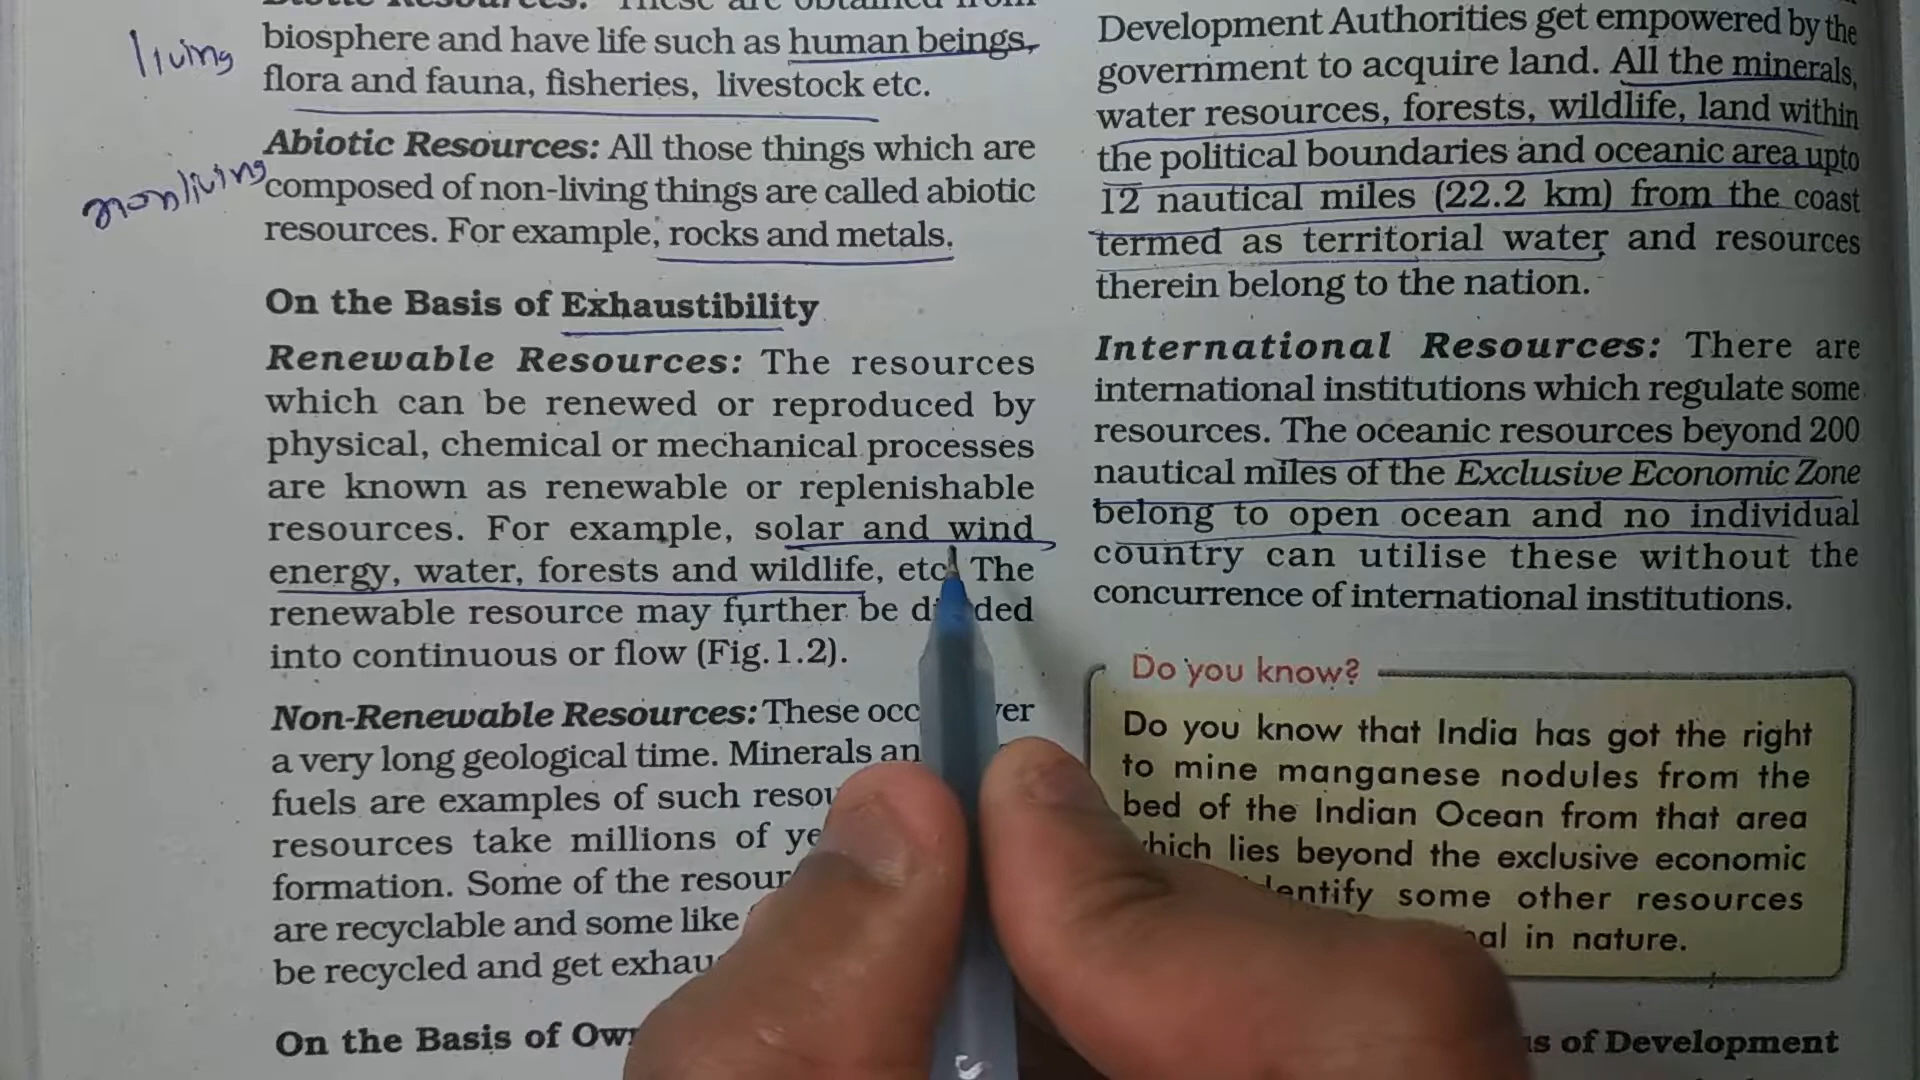 living
biosphere and have life such as human beings,
flora and fauna, fisheries, livestock etc.
nonliving
Abiotic Resources: All those things which are
composed of non-living things are called abiotic
resources. For example, rocks and metals.
On the Basis of Exhaustibility
Renewable Resources: The resources
which can be renewed or reproduced by
physical, chemical or mechanical processes
are known as renewable or replenishable
resources. For example, solar and wind
energy, water, forests and wildlife, etc. The
renewable resource may further be divided
into continuous or flow (Fig.1.2).
Non-Renewable Resources: These
a very long geological time. Minerals
fuels are examples of such
resources take millions of
formation. Some of the
are recyclable and some like
be recycled and get
On the Basis of
Development Authorities get empowered by the
government to acquire land. All the minerals,
water resources, forests, wildlife, land within
the political boundaries and oceanic area upto
12 nautical miles (22.2 km) from the coast
termed as territorial water and resources
therein belong to the nation.
International Resources: There are
international institutions which regulate some
resources. The oceanic resources beyond 200
nautical miles of the Exclusive Economic Zone
belong to open ocean and no individual
country can utilise these without the
concurrence of international institutions.
Do you know?
Do you know that India has got the right
to mine manganese nodules from the
bed of the Indian Ocean from that area
which lies beyond the exclusive economic
some other resources
in nature.
of Development